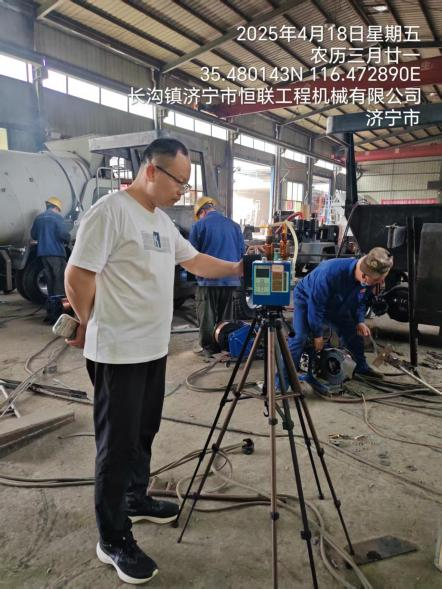 2025年4月18日星期五
农历三月廿一
35.480143N 116.472890E
长沟镇济宁市恒联工程机械有限公司
济宁市